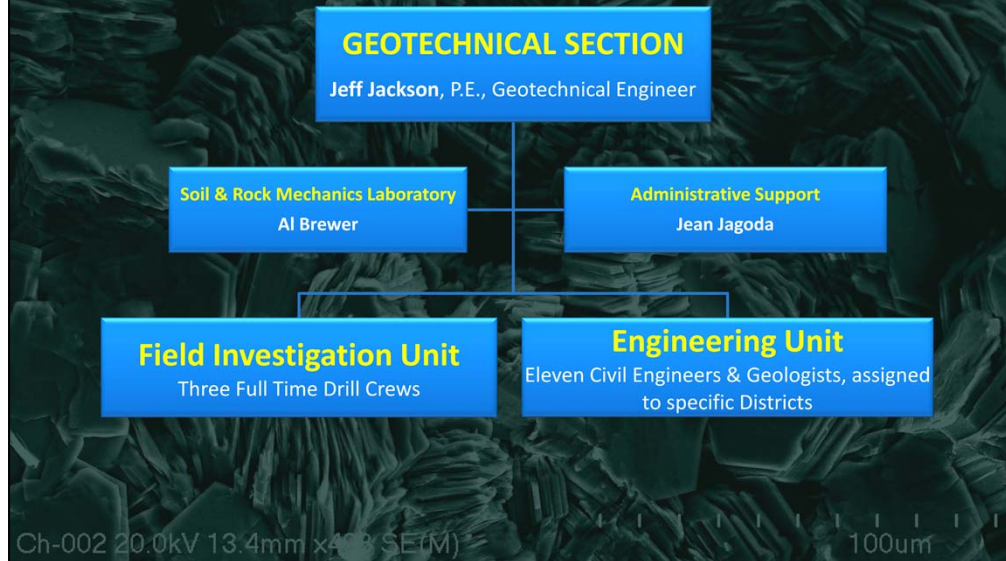 GEOTECHNICAL SECTION
Jeff Jackson, P.E., Geotechnical Engineer
Soil & Rock Mechanics Laboratory
Al Brewer
Administrative Support
Jean Jagoda
Field Investigation Unit
Three Full Time Drill Crews
Engineering Unit
Eleven Civil Engineers & Geologists, assigned
to specific Districts
Ch-002 20.0kV 13.4mm SE(M)
100um